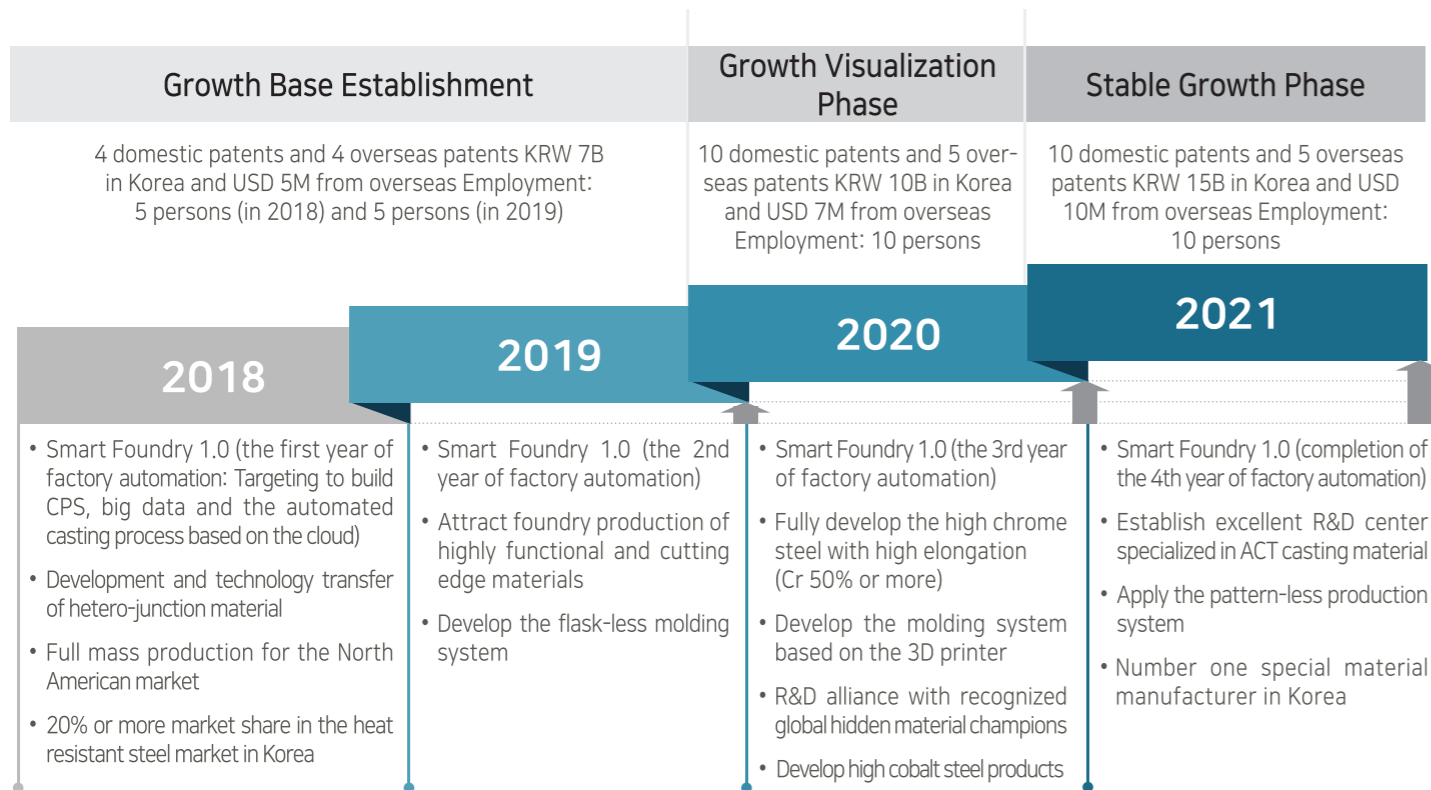 Growth Base Establishment
4 domestic patents and 4 overseas patents KRW 7B
in Korea and USD 5M from overseas Employment:
5 persons (in 2018) and 5 persons (in 2019)
Growth Visualization
Phase
10 domestic patents and 5 over-
seas patents KRW 10B in Korea
and USD 7M from overseas
Employment: 10 persons
Stable Growth Phase
10 domestic patents and 5 overseas
patents KRW 15B in Korea and USD
10M from overseas Employment:
10 persons
2018
• Smart Foundry 1.0 (the first year of
factory automation: Targeting to build
CPS, big data and the automated
casting process based on the cloud)
• Development and technology transfer
of hetero-junction material
• Full mass production for the North
American market
• 20% or more market share in the heat
resistant steel market in Korea
2019
• Smart Foundry 1.0 (the 2nd
year of factory automation)
• Attract foundry production of
highly functional and cutting
edge materials
• Develop the flask-less molding
system
2020
• Smart Foundry 1.0 (the 3rd year
of factory automation)
• Fully develop the high chrome
steel with high elongation
(Cr 50% or more)
• Develop the molding system
based on the 3D printer
• R&D alliance with recognized
global hidden material champions
• Develop high cobalt steel products
2021
• Smart Foundry 1.0 (completion of
the 4th year of factory automation)
• Establish excellent R&D center
specialized in ACT casting material
• Apply the pattern-less production
system
• Number one special material
manufacturer in Korea